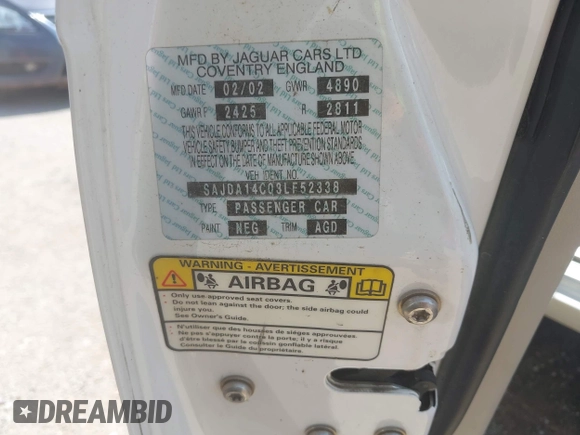 MFD BY JAGUAR CARS LTD
COVENTRY ENGLAND
MFD DATE 02/02 GVWR 4890
GAWR F 2425 R 2811
THIS VEHICLE CONFORMS TO ALL APPLICABLE FEDERAL MOTOR
VEHICLE SAFETY BUMPER AND THEFT PREVENTION STANDARDS
IN EFFECT ON THE DATE OF MANUFACTURE SHOWN ABOVE.
VEH IDENT NO.
SAJDA14C03LF52338
TYPE PASSENGER CAR
PAINT NEG TRIM AGD
WARNING - AVERTISSEMENT
AIRBAG
- Only use approved seat covers.
- Do not lean against the door; the side airbag could
injure you.
See Owner's Guide.
- N'utiliser que des housses de sièges approuvées.
- Ne pas s'appuyer contre la porte, il y a risque
d'être blessé par le coussin gonflable latéral.
Consulter le Guide du propriétaire.
DREAMBID